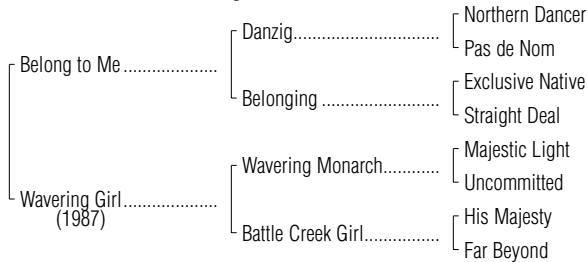 Northern Dancer
Danzig
Pas de Nom
Belong to Me
Exclusive Native
Belonging
Straight Deal
Majestic Light
Wavering Monarch
Uncommitted
Wavering Girl
(1987)
His Majesty
Battle Creek Girl
Far Beyond